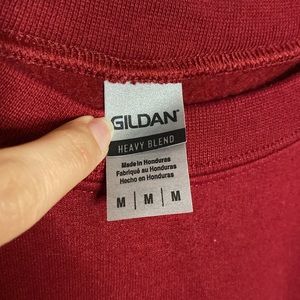 GILDAN
HEAVY BLEND
Made in Honduras
Fabriqué au Honduras
Hecho en Honduras
M M M